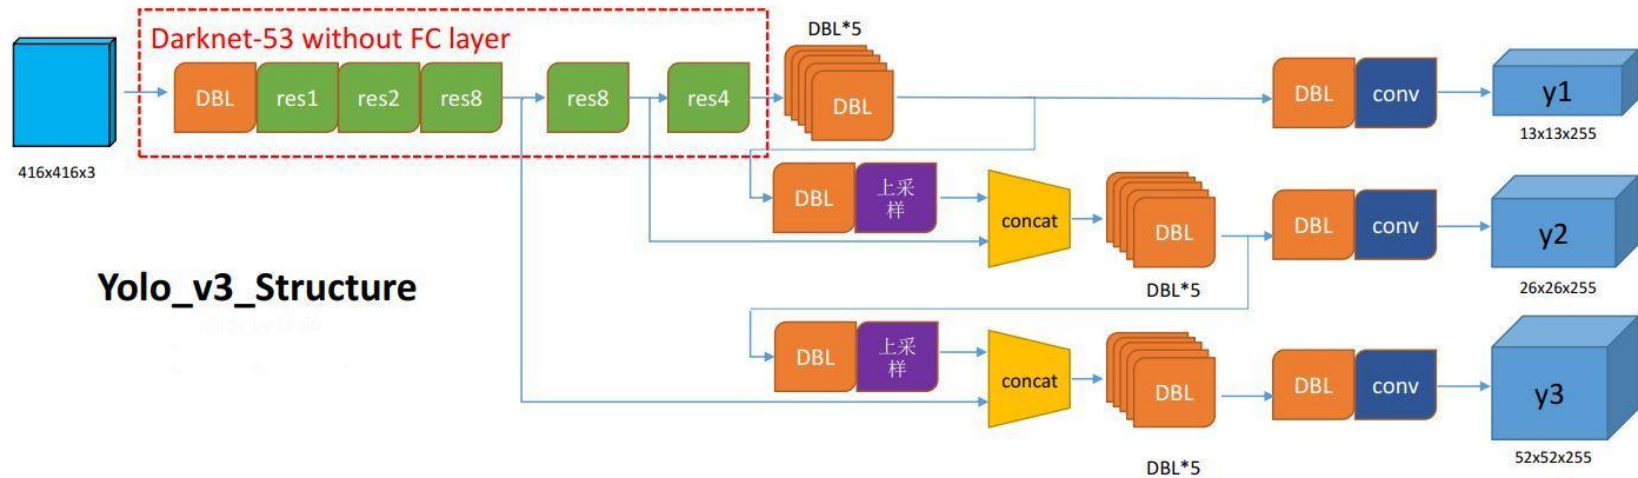 Darknet-53 without FC layer
DBL*5
DBL
res1
res2
res8
res8
res4
DBL
DBL
conv
y1
13x13x255
416x416x3
DBL
上采
样
concat
DBL
DBL*5
DBL
conv
y2
26x26x255
Yolo_v3_Structure
DBL
上采
样
concat
DBL
DBL*5
DBL
conv
y3
52x52x255